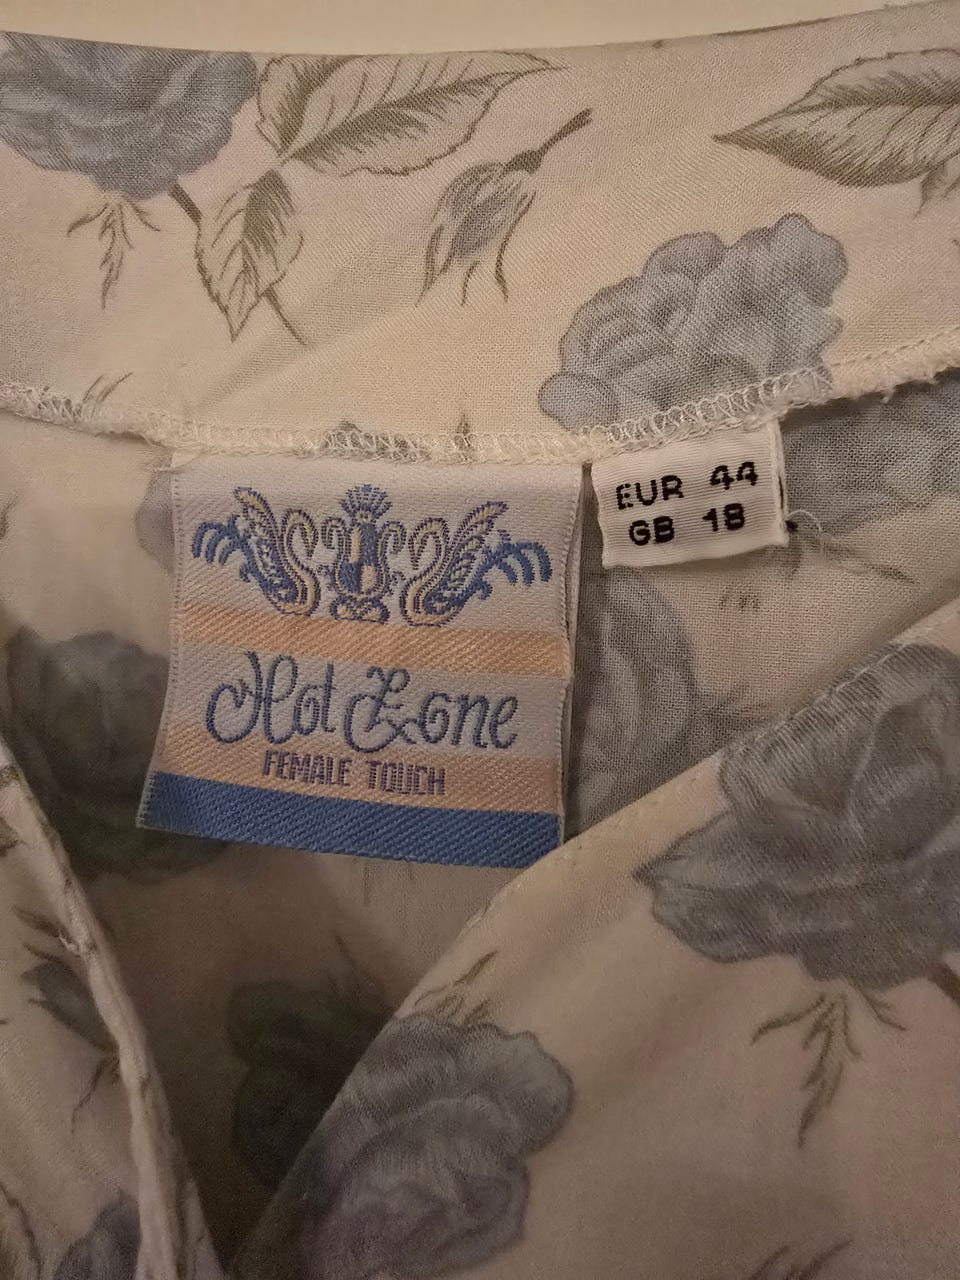 Hot Zone
FEMALE TOUCH
EUR 44
GB 18